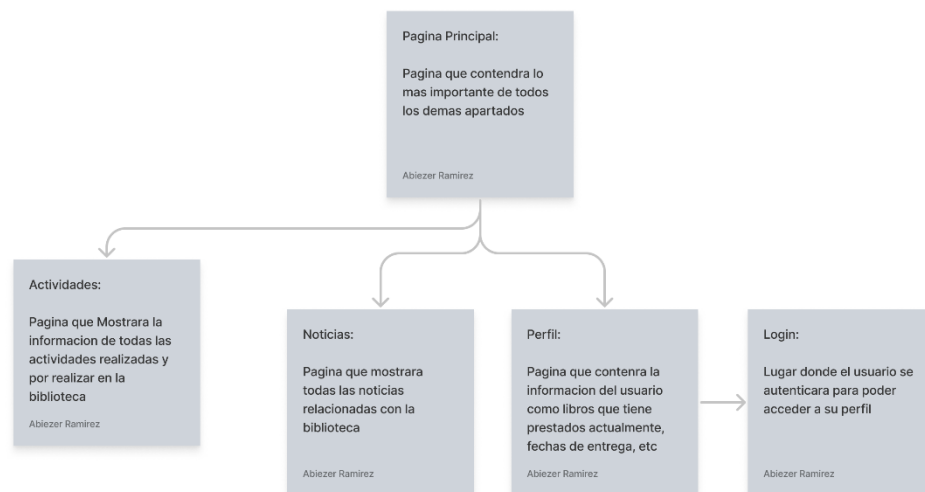 Pagina Principal:
Pagina que contendra lo
mas importante de todos
los demas apartados
Abiezer Ramirez
Actividades:
Pagina que Mostrara la
informacion de todas las
actividades realizadas y
por realizar en la
biblioteca
Abiezer Ramirez
Noticias:
Pagina que mostrara
todas las noticias
relacionadas con la
biblioteca
Abiezer Ramirez
Perfil:
Pagina que contenra la
informacion del usuario
como libros que tiene
prestados actualmente,
fechas de entrega, etc
Abiezer Ramirez
Login:
Lugar donde el usuario se
autenticara para poder
acceder a su perfil
Abiezer Ramirez